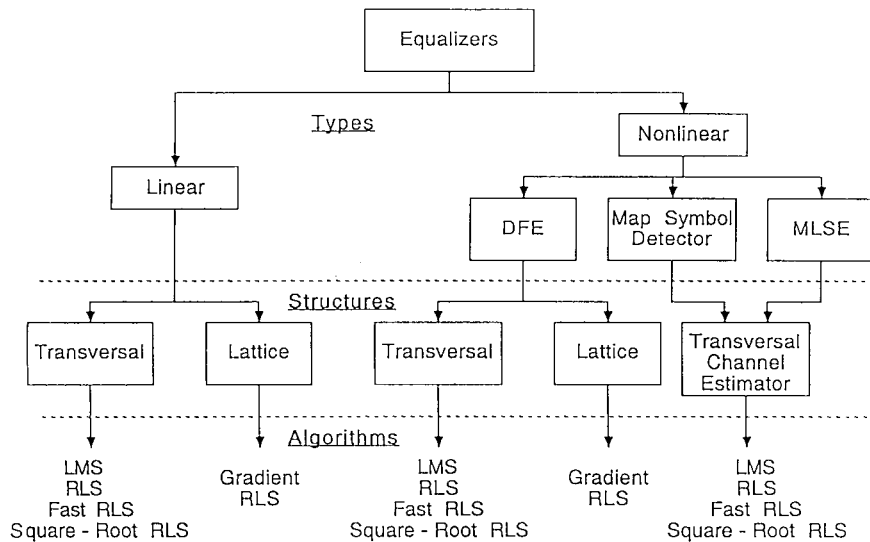 Equalizers
Types
Nonlinear
Linear
DFE
Map Symbol
Detector
MLSE
Structures
Transversal
Lattice
Transversal
Lattice
Transversal
Channel
Estimator
Algorithms
LMS
RLS
Fast RLS
Square - Root RLS
Gradient
RLS
LMS
RLS
Fast RLS
Square - Root RLS
Gradient
RLS
LMS
RLS
Fast RLS
Square - Root RLS